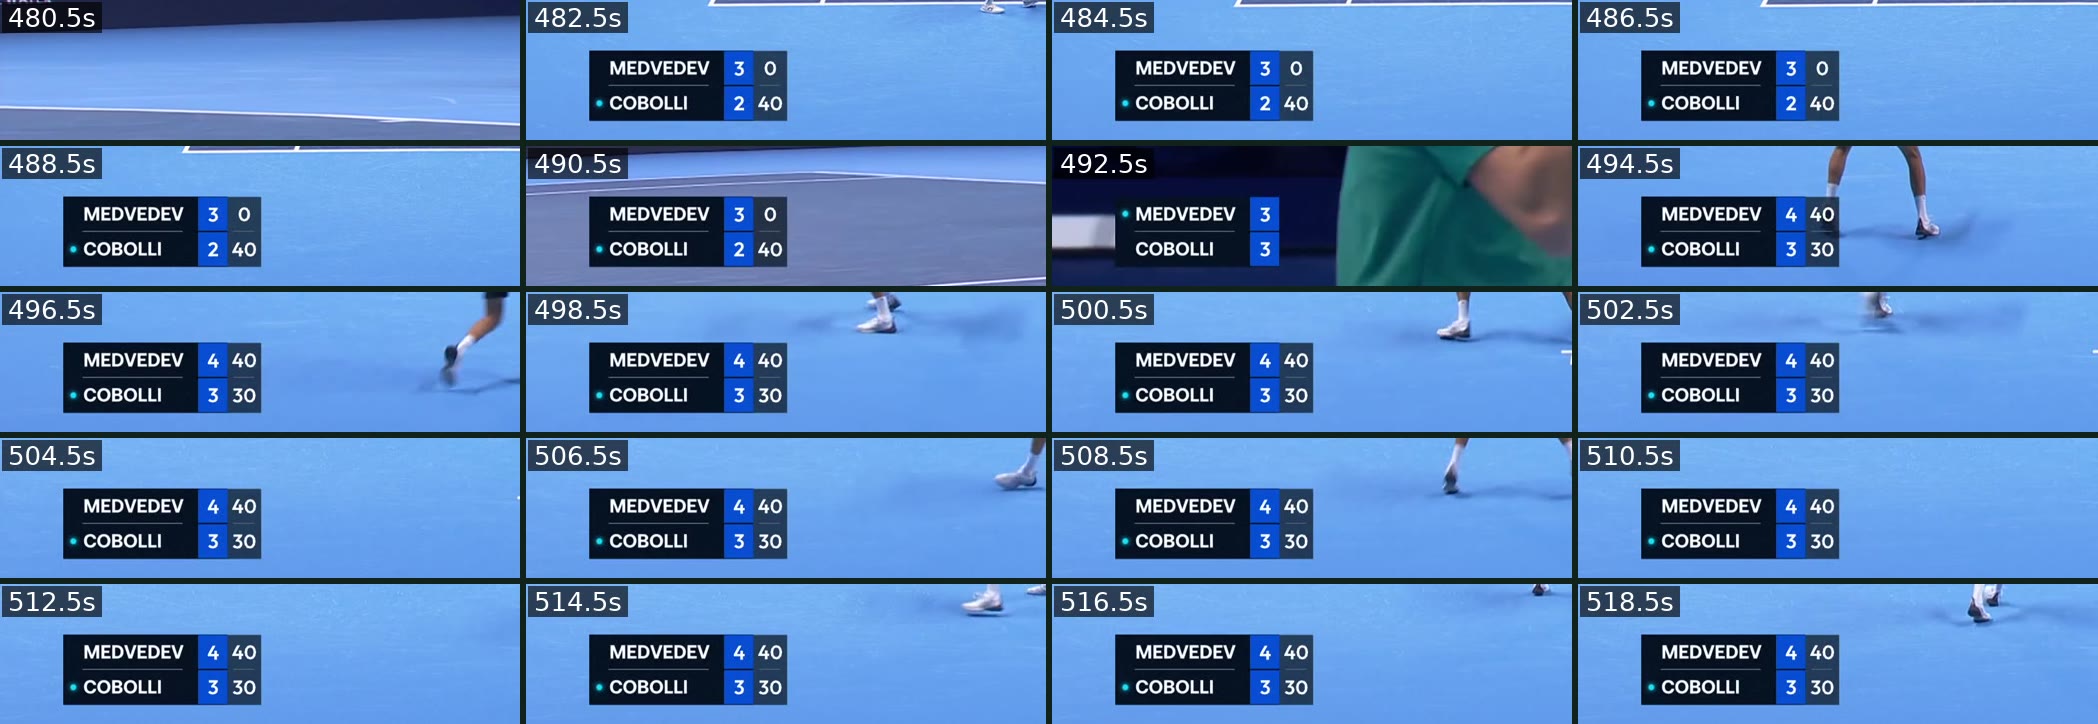 480.5s
482.5s
MEDVEDEV 3 0
COBOLLI 2 40
484.5s
MEDVEDEV 3 0
COBOLLI 2 40
486.5s
MEDVEDEV 3 0
COBOLLI 2 40
488.5s
MEDVEDEV 3 0
COBOLLI 2 40
490.5s
MEDVEDEV 3 0
COBOLLI 2 40
492.5s
MEDVEDEV 3
COBOLLI 3
494.5s
MEDVEDEV 4 40
COBOLLI 3 30
496.5s
MEDVEDEV 4 40
COBOLLI 3 30
498.5s
MEDVEDEV 4 40
COBOLLI 3 30
500.5s
MEDVEDEV 4 40
COBOLLI 3 30
502.5s
MEDVEDEV 4 40
COBOLLI 3 30
504.5s
MEDVEDEV 4 40
COBOLLI 3 30
506.5s
MEDVEDEV 4 40
COBOLLI 3 30
508.5s
MEDVEDEV 4 40
COBOLLI 3 30
510.5s
MEDVEDEV 4 40
COBOLLI 3 30
512.5s
MEDVEDEV 4 40
COBOLLI 3 30
514.5s
MEDVEDEV 4 40
COBOLLI 3 30
516.5s
MEDVEDEV 4 40
COBOLLI 3 30
518.5s
MEDVEDEV 4 40
COBOLLI 3 30